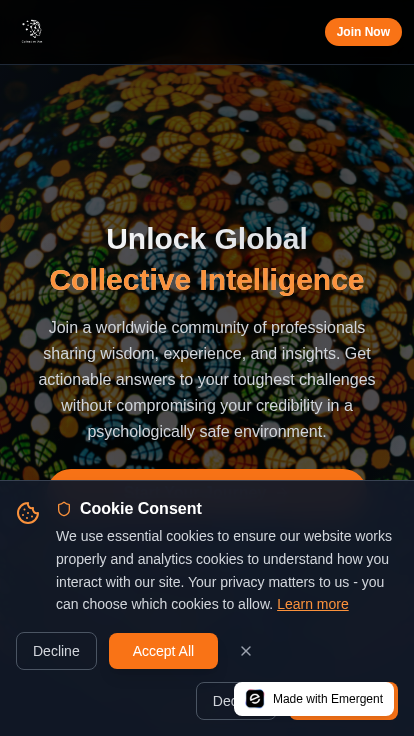 Join Now
Unlock Global
Collective Intelligence
Join a worldwide community of professionals
sharing wisdom, experience, and insights. Get
actionable answers to your toughest challenges
without compromising your credibility in a
psychologically safe environment.
Cookie Consent
We use essential cookies to ensure our website works
properly and analytics cookies to understand how you
interact with our site. Your privacy matters to us - you
can choose which cookies to allow. Learn more
Decline
Accept All
Made with Emergent